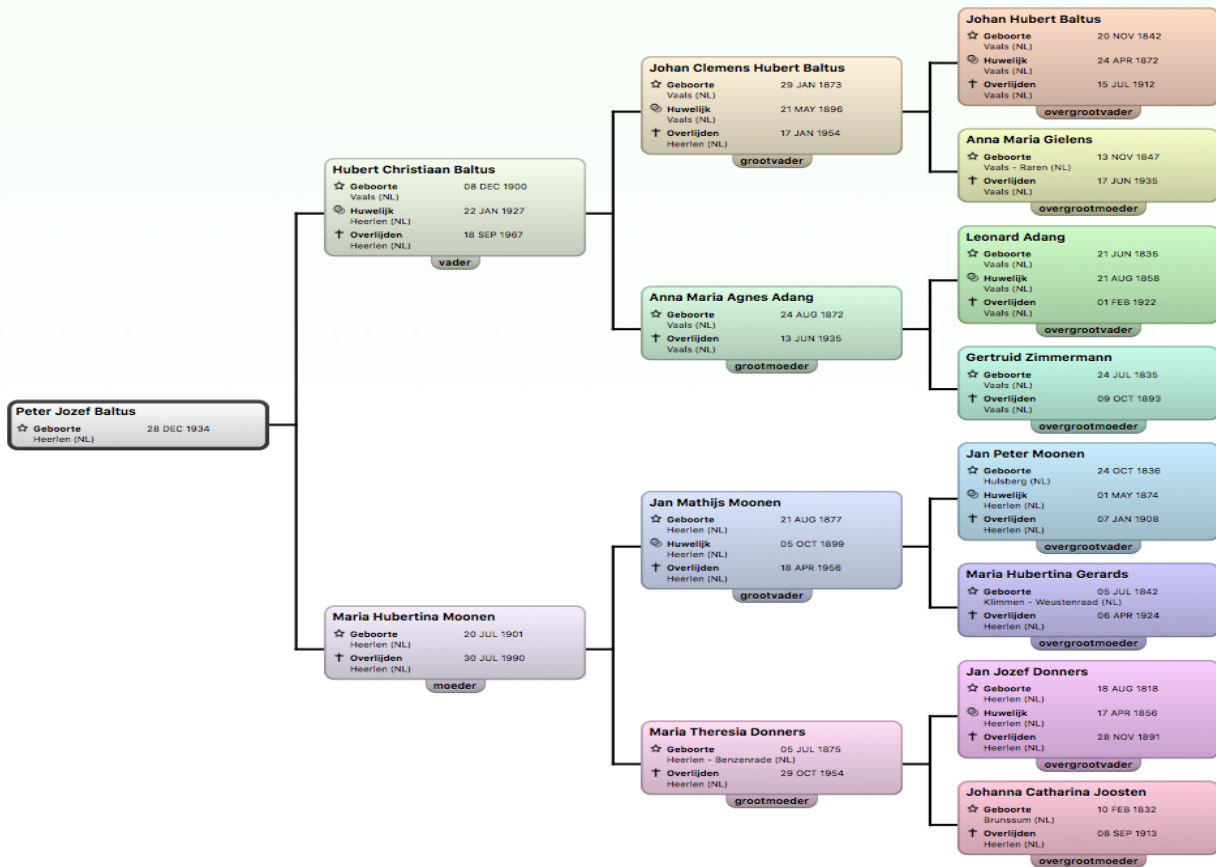 Peter Jozef Baltus
Geboorte 28 DEC 1934
Heerlen (NL)
Hubert Christiaan Baltus
Geboorte 08 DEC 1900
Vaals (NL)
Huwelijk 22 JAN 1927
Heerlen (NL)
Overlijden 18 SEP 1967
Heerlen (NL)
vader
Maria Hubertina Moonen
Geboorte 20 JUL 1901
Heerlen (NL)
Overlijden 30 JUL 1990
Heerlen (NL)
moeder
Johan Clemens Hubert Baltus
Geboorte 29 JAN 1873
Vaals (NL)
Huwelijk 21 MAY 1896
Vaals (NL)
Overlijden 17 JAN 1954
Heerlen (NL)
grootvader
Anna Maria Agnes Adang
Geboorte 24 AUG 1872
Vaals (NL)
Overlijden 13 JUN 1935
Vaals (NL)
grootmoeder
Jan Mathijs Moonen
Geboorte 21 AUG 1877
Heerlen (NL)
Huwelijk 05 OCT 1899
Heerlen (NL)
Overlijden 18 APR 1956
Heerlen (NL)
grootvader
Maria Theresia Donners
Geboorte 05 JUL 1875
Heerlen - Benzenrade (NL)
Overlijden 29 OCT 1954
Heerlen (NL)
grootmoeder
Johan Hubert Baltus
Geboorte 20 NOV 1842
Vaals (NL)
Huwelijk 24 APR 1872
Vaals (NL)
Overlijden 15 JUL 1912
Vaals (NL)
overgrootvader
Anna Maria Gielens
Geboorte 13 NOV 1847
Vaals - Raren (NL)
Overlijden 17 JUN 1935
Vaals (NL)
overgrootmoeder
Leonard Adang
Geboorte 21 JUN 1835
Vaals (NL)
Huwelijk 21 AUG 1858
Vaals (NL)
Overlijden 01 FEB 1922
Vaals (NL)
overgrootvader
Gertruid Zimmermann
Geboorte 24 JUL 1835
Vaals (NL)
Overlijden 09 OCT 1893
Vaals (NL)
overgrootmoeder
Jan Peter Moonen
Geboorte 24 OCT 1836
Hulsberg (NL)
Huwelijk 01 MAY 1874
Heerlen (NL)
Overlijden 07 JAN 1908
Heerlen (NL)
overgrootvader
Maria Hubertina Gerards
Geboorte 05 JUL 1842
Klimmen - Weustenraad (NL)
Overlijden 06 APR 1924
Heerlen (NL)
overgrootmoeder
Jan Jozef Donners
Geboorte 18 AUG 1818
Heerlen (NL)
Huwelijk 17 APR 1856
Heerlen (NL)
Overlijden 28 NOV 1891
Heerlen (NL)
overgrootvader
Johanna Catharina Joosten
Geboorte 10 FEB 1832
Brunssum (NL)
Overlijden 08 SEP 1913
Heerlen (NL)
overgrootmoeder